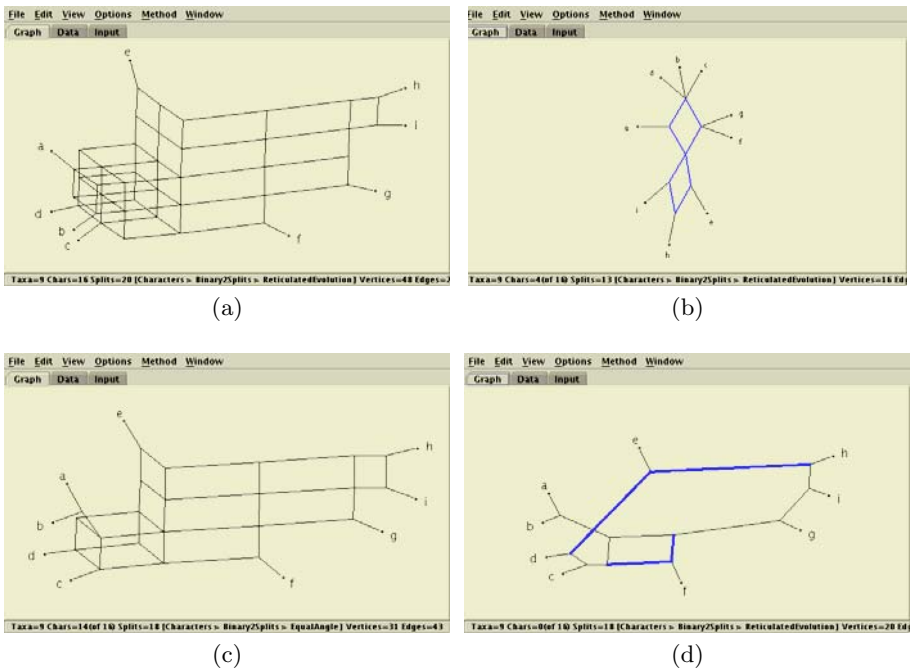 File Edit View Options Method Window
Graph Data Input
e
h
i
a
g
d
b
c
f
Taxa=9 Chars=16 Splits=20 [Characters > Binary2Splits > ReticulatedEvolution] Vertices=48 Edges=
(a)
File Edit View Options Method Window
Graph Data Input
b
c
a
g
f
i
h
Taxa=9 Chars=4(of 16) Splits=13 [Characters > Binary2Splits > ReticulatedEvolution] Vertices=16 Ed
(b)
File Edit View Options Method Window
Graph Data Input
e
h
a
i
b
g
d
c
f
Taxa=9 Chars=14(of 16) Splits=18 [Characters > Binary2Splits > EqualAngle] Vertices=31 Edges=43
(c)
File Edit View Options Method Window
Graph Data Input
e
h
a
i
b
g
d
c
f
Taxa=9 Chars=0(of 16) Splits=18 [Characters > Binary2Splits > ReticulatedEvolution] Vertices=20 Ed
(d)